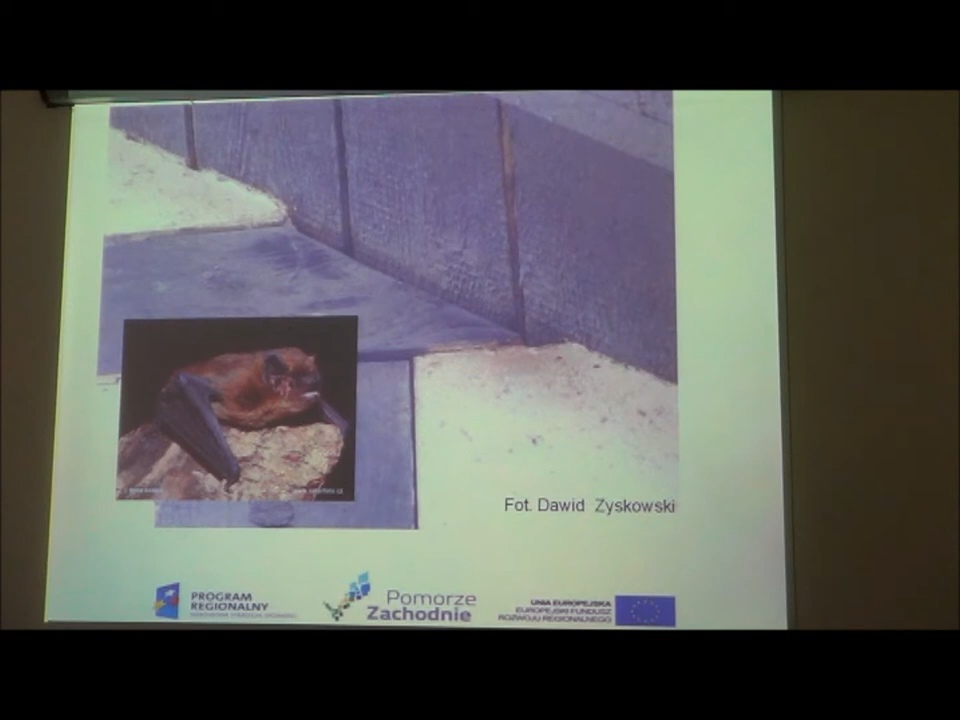 Fot. Dawid Zyskowski
PROGRAM
REGIONALNY
Pomorze
Zachodnie
UNIA EUROPEJSKA
EUROPEJSKI FUNDUSZ
ROZWOJU REGIONALNEGO